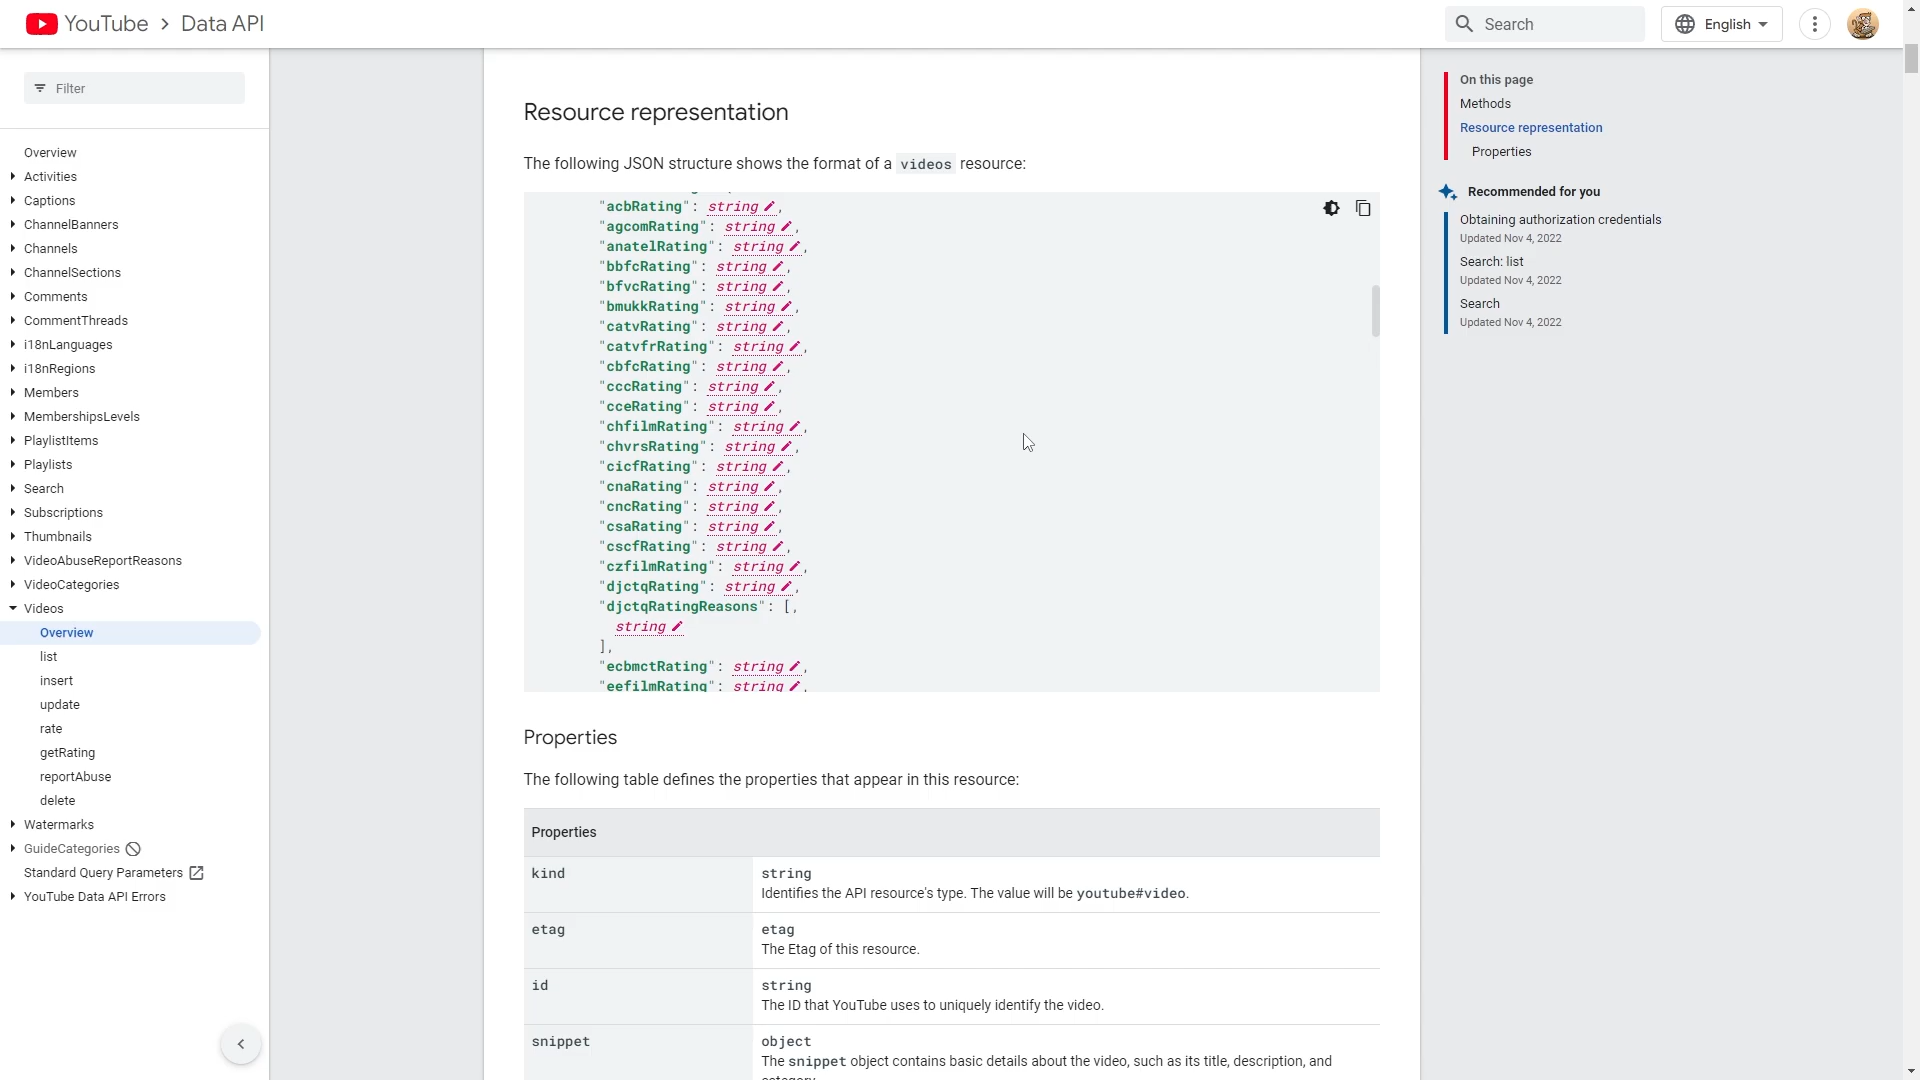 YouTube > Data API
Search
English
Filter
Overview
Activities
Captions
ChannelBanners
Channels
ChannelSections
Comments
CommentThreads
i18nLanguages
i18nRegions
Members
MembershipsLevels
PlaylistItems
Playlists
Search
Subscriptions
Thumbnails
VideoAbuseReportReasons
VideoCategories
Videos
Overview
list
insert
update
rate
getRating
reportAbuse
delete
Watermarks
GuideCategories
Standard Query Parameters
YouTube Data API Errors
Resource representation
The following JSON structure shows the format of a videos resource:
"acbRating": string,
"agcomRating": string,
"anatelRating": string,
"bbfcRating": string,
"bfvcRating": string,
"bmukkRating": string,
"catvRating": string,
"catvfrRating": string,
"cbfcRating": string,
"cccRating": string,
"cceRating": string,
"chfilmRating": string,
"chvrsRating": string,
"cicfRating": string,
"cnaRating": string,
"cncRating": string,
"csaRating": string,
"cscfRating": string,
"czfilmRating": string,
"djctqRating": string,
"djctqRatingReasons": [,
string
],
"ecbmctRating": string,
"eefilmRating": string,
Properties
The following table defines the properties that appear in this resource:
Properties
kind
string
Identifies the API resource's type. The value will be youtube#video.
etag
etag
The Etag of this resource.
id
string
The ID that YouTube uses to uniquely identify the video.
snippet
object
The snippet object contains basic details about the video, such as its title, description, and
On this page
Methods
Resource representation
Properties
Recommended for you
Obtaining authorization credentials
Updated Nov 4, 2022
Search: list
Updated Nov 4, 2022
Search
Updated Nov 4, 2022